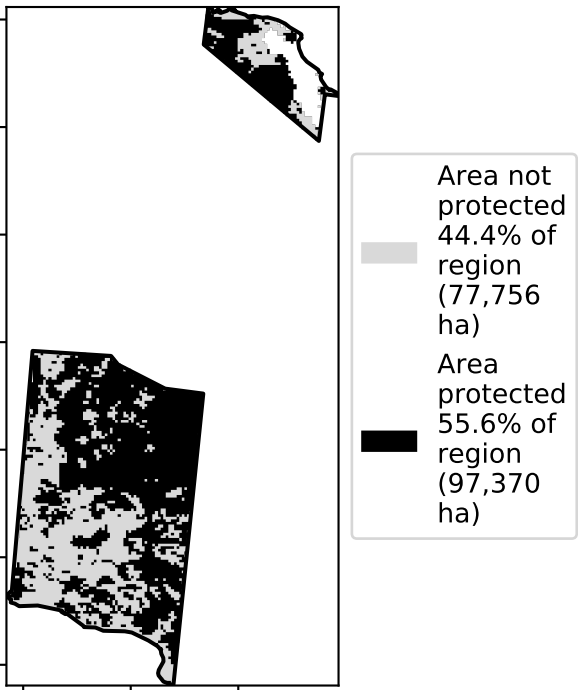 Area not
protected
44.4% of
region
(77,756
ha)
Area
protected
55.6% of
region
(97,370
ha)